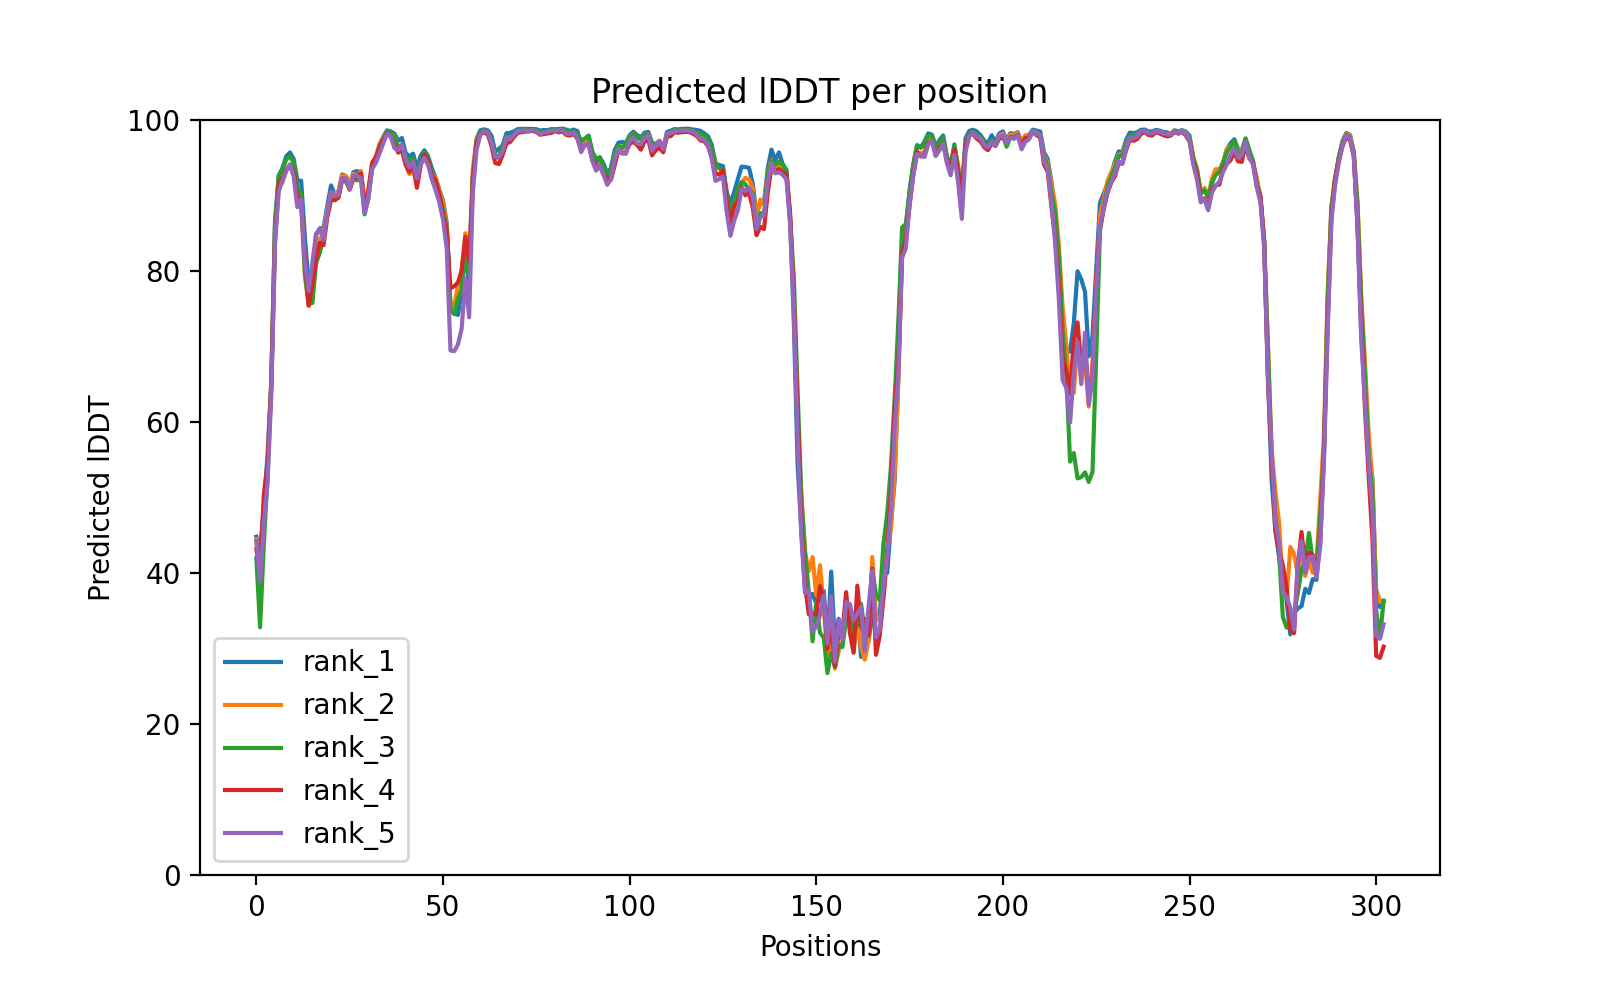 Predicted lDDT per position
100
80
60
40
20
0
Predicted lDDT
rank_1
rank_2
rank_3
rank_4
rank_5
0 50 100 150 200 250 300
Positions